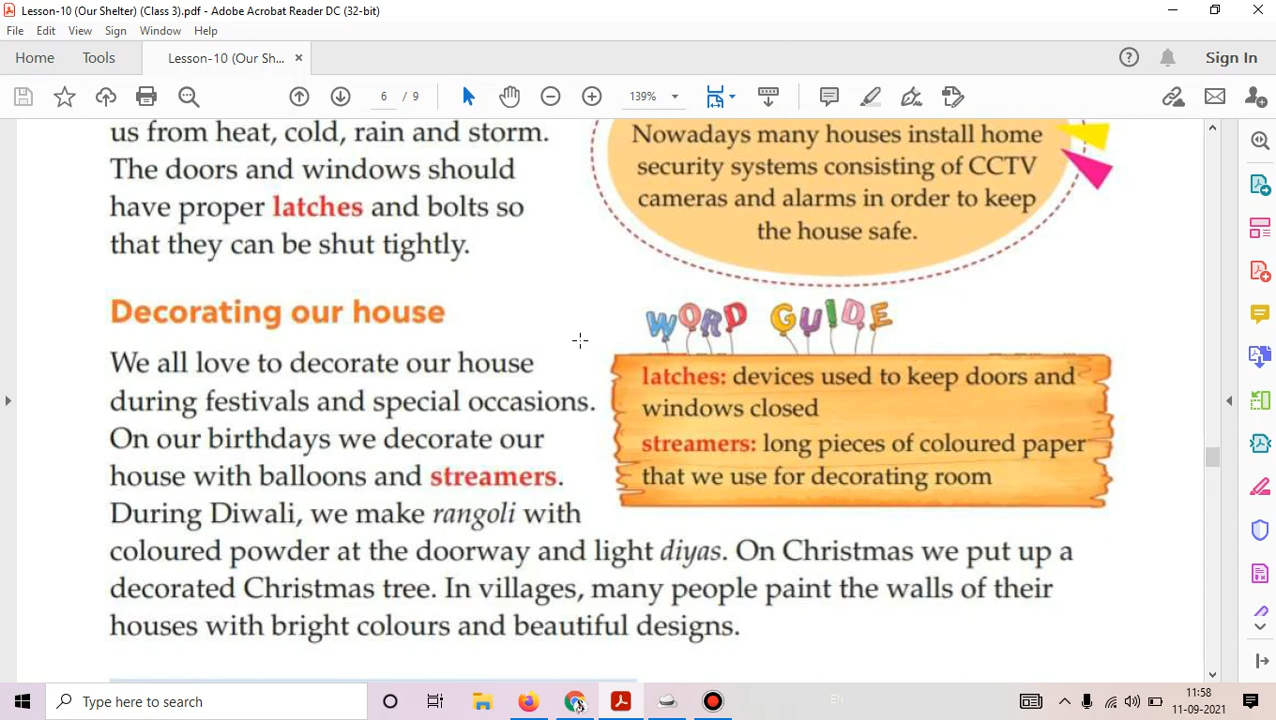 Lesson-10 (Our Shelter) (Class 3).pdf - Adobe Acrobat Reader DC (32-bit)
File Edit View Sign Window Help
Home Tools Lesson-10 (Our Sh... × Sign In
6 / 9 139%
us from heat, cold, rain and storm.
The doors and windows should
have proper latches and bolts so
that they can be shut tightly.
Nowadays many houses install home
security systems consisting of CCTV
cameras and alarms in order to keep
the house safe.
Decorating our house
We all love to decorate our house
during festivals and special occasions.
On our birthdays we decorate our
house with balloons and streamers.
During Diwali, we make rangoli with
coloured powder at the doorway and light diyas. On Christmas we put up a
decorated Christmas tree. In villages, many people paint the walls of their
houses with bright colours and beautiful designs.
WORD GUIDE
latches: devices used to keep doors and
windows closed
streamers: long pieces of coloured paper
that we use for decorating room
Type here to search
EN
11:58
11-09-2021